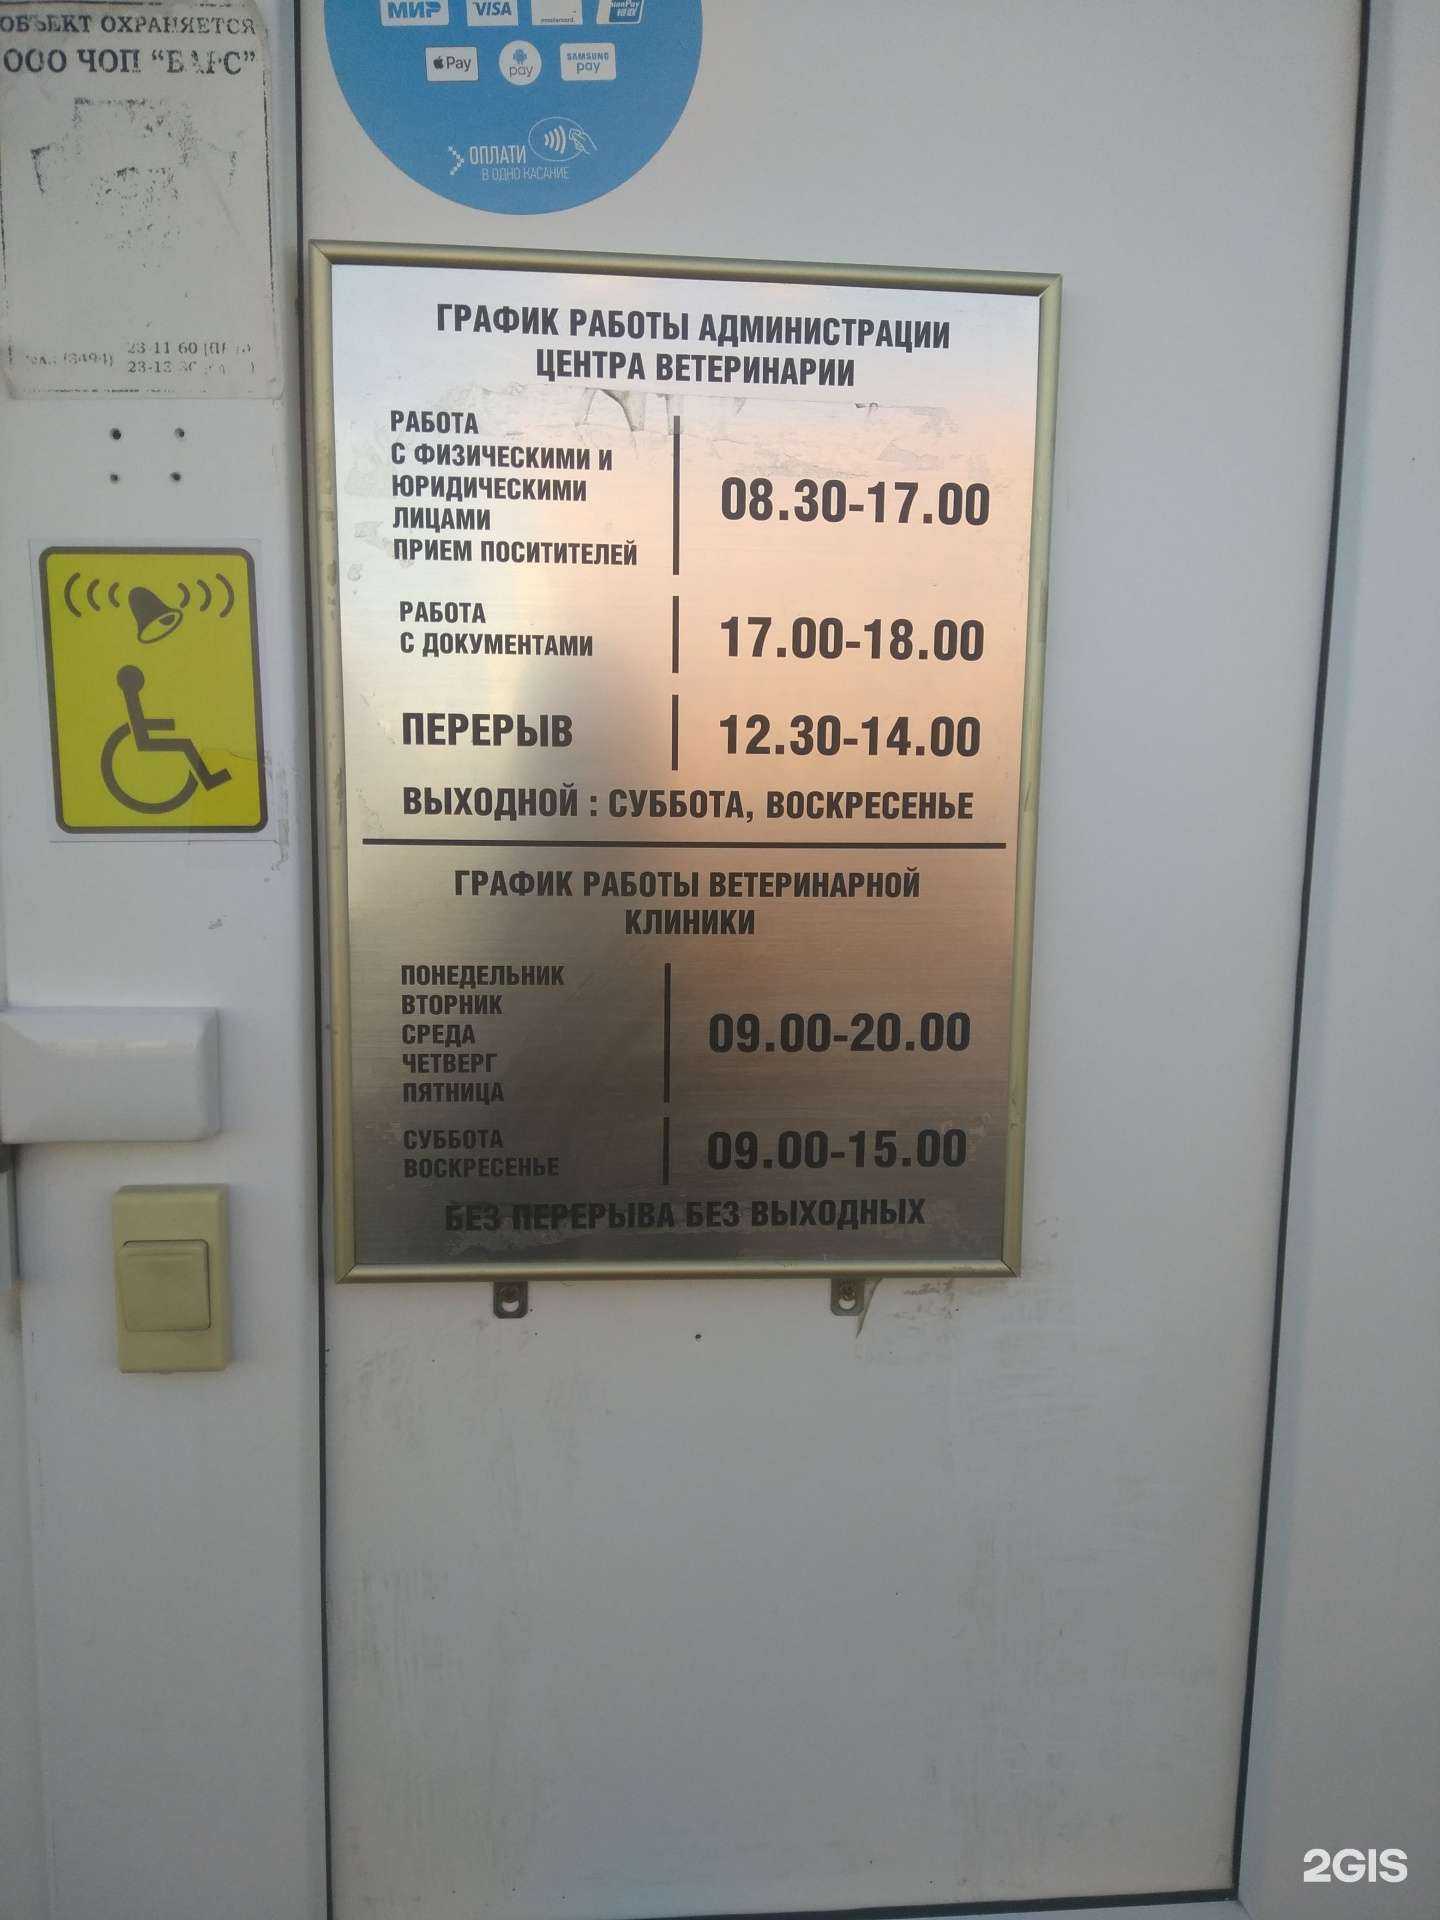 ОБЪЕКТ ОХРАНЯЕТСЯ
ООО ЧОП “БАРС”
23-11-60
МИР VISA mastercard. UnionPay
Pay pay SAMSUNG pay
ОПЛАТИ
В ОДНО КАСАНИЕ
ГРАФИК РАБОТЫ АДМИНИСТРАЦИИ
ЦЕНТРА ВЕТЕРИНАРИИ
РАБОТА
С ФИЗИЧЕСКИМИ И
ЮРИДИЧЕСКИМИ
ЛИЦАМИ
ПРИЕМ ПОСИТИТЕЛЕЙ
08.30-17.00
РАБОТА
С ДОКУМЕНТАМИ
17.00-18.00
ПЕРЕРЫВ 12.30-14.00
ВЫХОДНОЙ : СУББОТА, ВОСКРЕСЕНЬЕ
ГРАФИК РАБОТЫ ВЕТЕРИНАРНОЙ
КЛИНИКИ
ПОНЕДЕЛЬНИК
ВТОРНИК
СРЕДА
ЧЕТВЕРГ
ПЯТНИЦА
09.00-20.00
СУББОТА
ВОСКРЕСЕНЬЕ
09.00-15.00
БЕЗ ПЕРЕРЫВА БЕЗ ВЫХОДНЫХ
2GIS